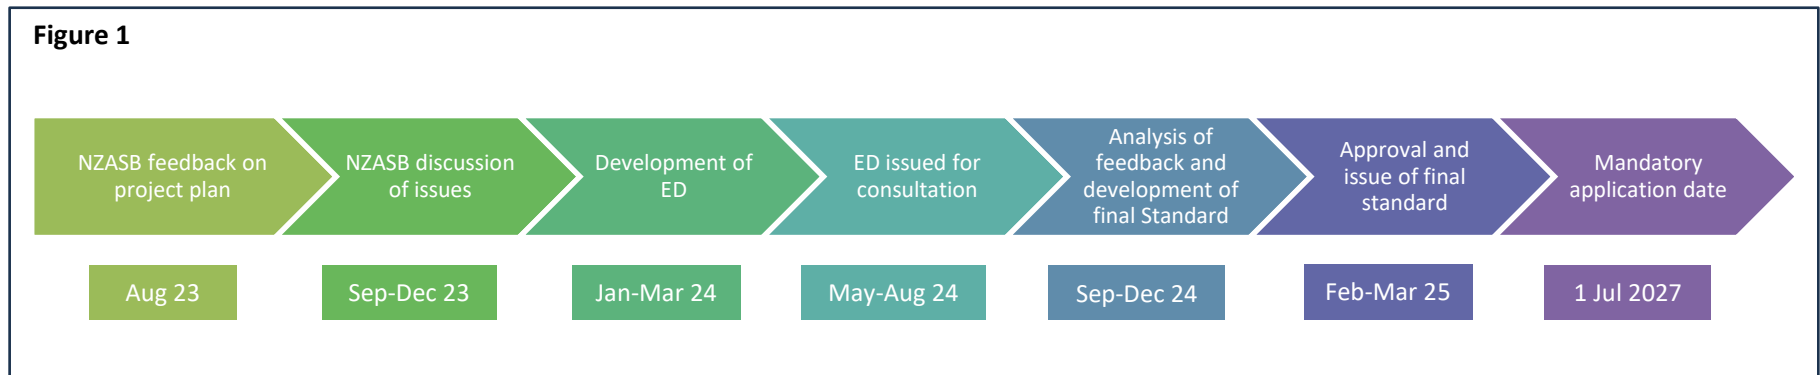 Figure 1
NZASB feedback on
project plan
NZASB discussion
of issues
Development of
ED
ED issued for
consultation
Analysis of
feedback and
development of
final Standard
Approval and
issue of final
standard
Mandatory
application date
Aug 23
Sep-Dec 23
Jan-Mar 24
May-Aug 24
Sep-Dec 24
Feb-Mar 25
1 Jul 2027